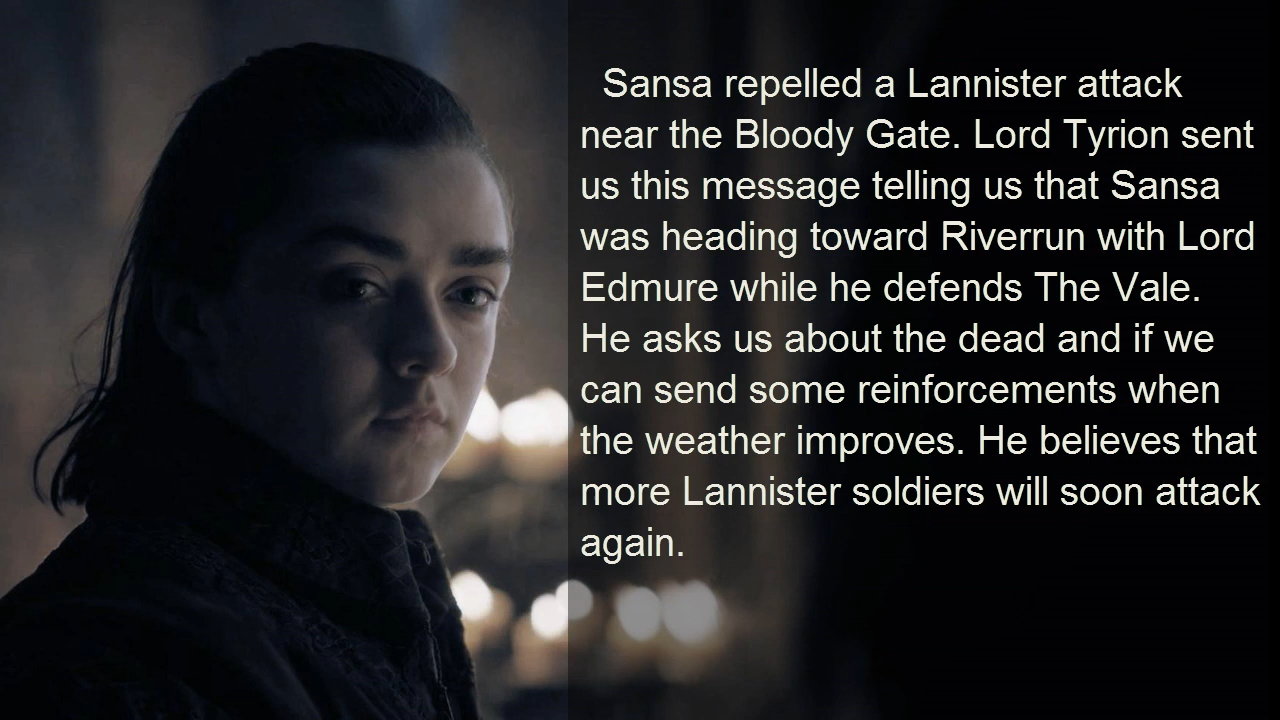 Sansa repelled a Lannister attack
near the Bloody Gate. Lord Tyrion sent
us this message telling us that Sansa
was heading toward Riverrun with Lord
Edmure while he defends The Vale.
He asks us about the dead and if we
can send some reinforcements when
the weather improves. He believes that
more Lannister soldiers will soon attack
again.